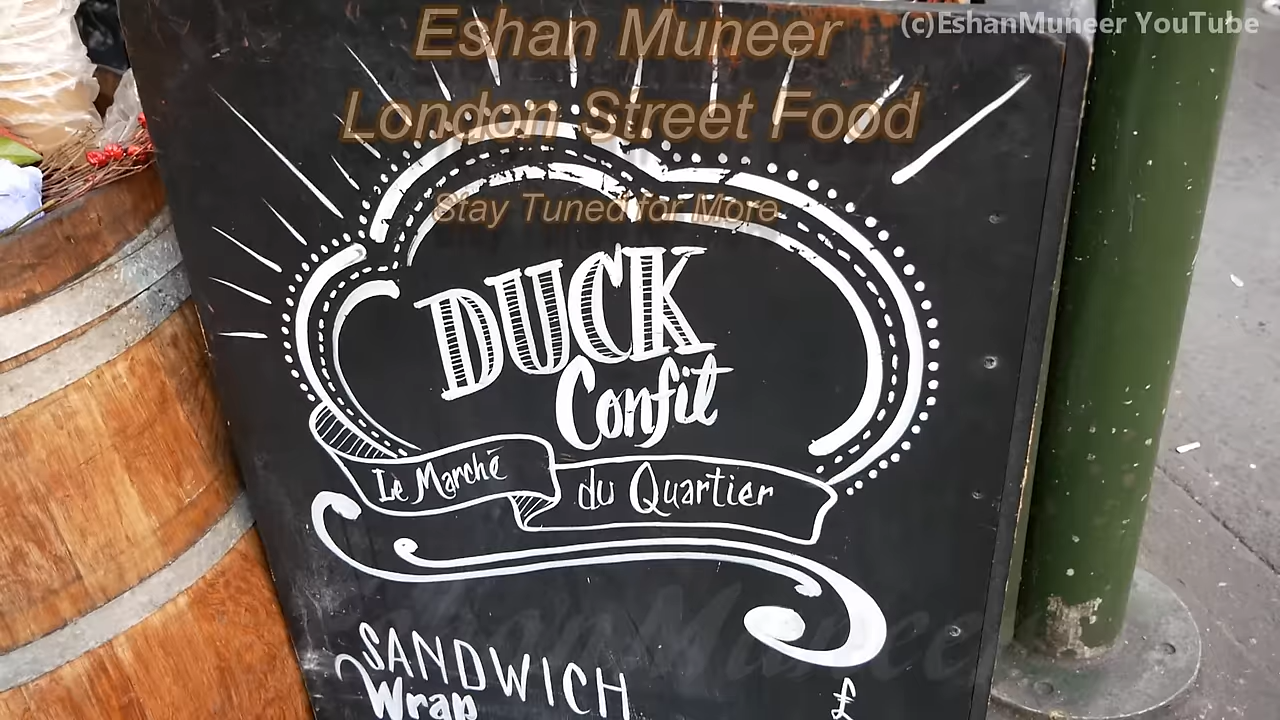 (c)EshanMuneer YouTube
Eshan Muneer
London Street Food
Stay Tuned for More
DUCK
Confit
Le Marché du Quartier
EshanMuneer
SANDWICH
Wrap
£